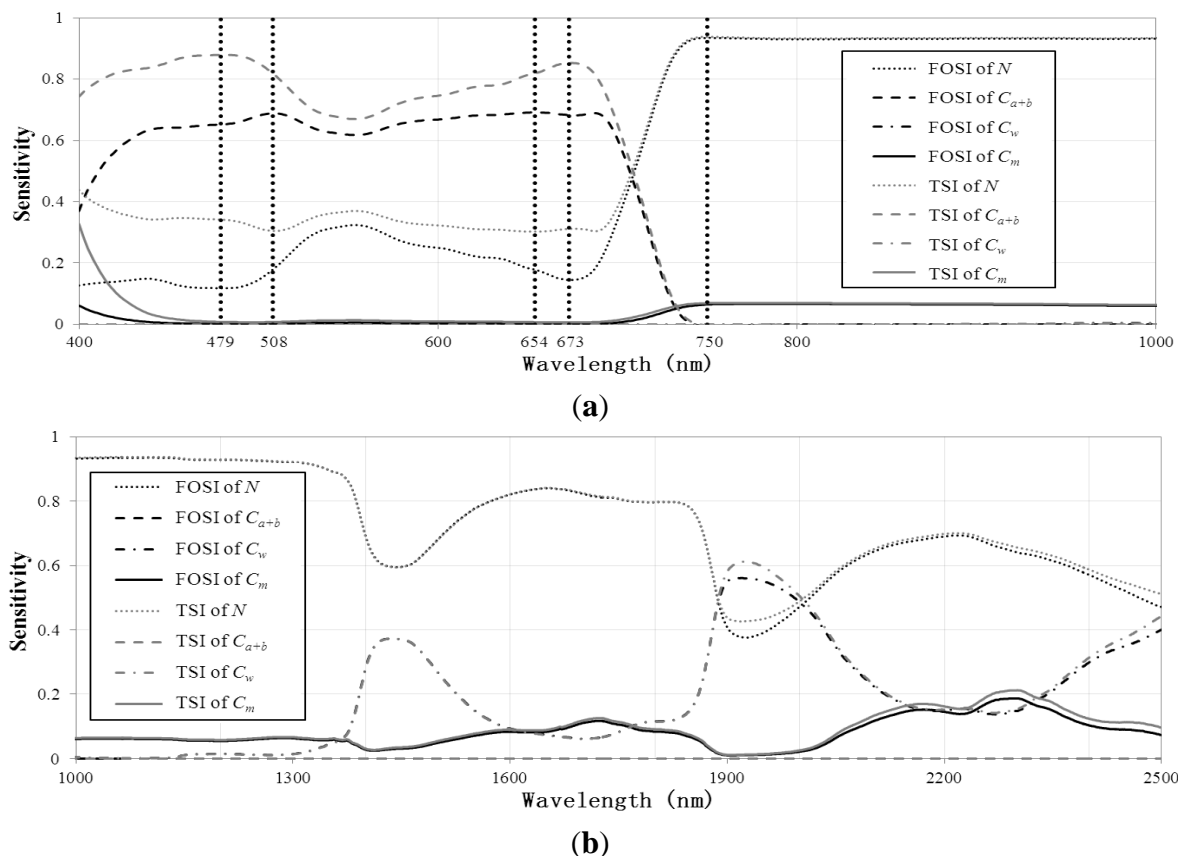 1
0.8
0.6
0.4
0.2
0
Sensitivity
FOSI of N
FOSI of Ca+b
FOSI of Cw
FOSI of Cm
TSI of N
TSI of Ca+b
TSI of Cw
TSI of Cm
400 479 508 600 654 673 750 800 1000
Wavelength (nm)
(a)
1
0.8
0.6
0.4
0.2
0
Sensitivity
FOSI of N
FOSI of Ca+b
FOSI of Cw
FOSI of Cm
TSI of N
TSI of Ca+b
TSI of Cw
TSI of Cm
1000 1300 1600 1900 2200 2500
Wavelength (nm)
(b)